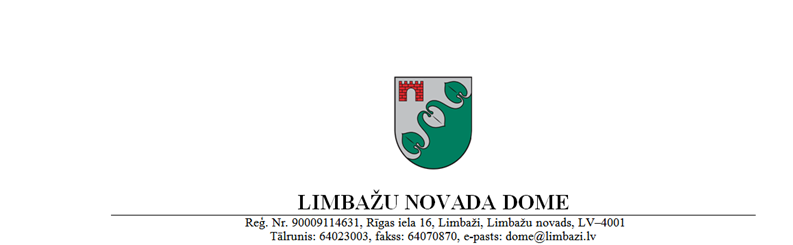 LIMBAŽU NOVADA DOME
Reģ. Nr. 90009114631, Rīgas iela 16, Limbaži, Limbažu novads, LV–4001
Tālrunis: 64023003, fakss: 64070870, e-pasts: dome@limbazi.lv